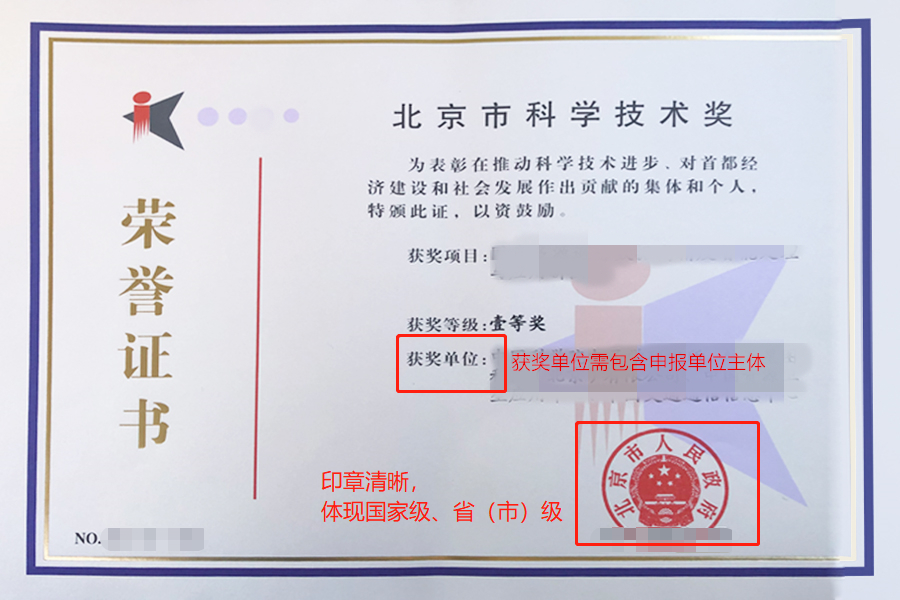 北京市科学技术奖
为表彰在推动科学技术进步、对首都经
济建设和社会发展作出贡献的集体和个人，
特颁此证，以资鼓励。
荣誉证书
获奖项目：
获奖等级：壹等奖
获奖单位：
获奖单位需包含申报单位主体
北京市人民政府
印章清晰，
体现国家级、省（市）级
NO.